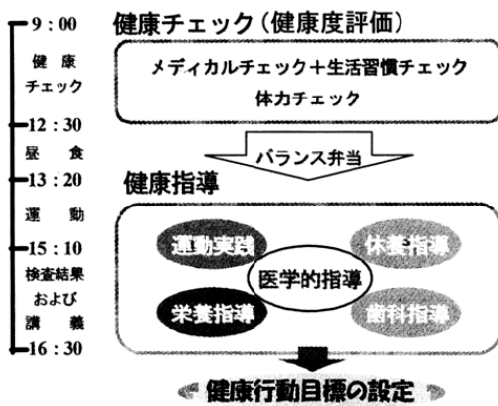 9：00
健　康
チェック
12：30
昼　食
13：20
運　動
15：10
検査結果
および
講　義
16：30
健康チェック（健康度評価）
メディカルチェック＋生活習慣チェック
体力チェック
バランス弁当
健康指導
運動実践
休養指導
医学的指導
栄養指導
歯科指導
健康行動目標の設定